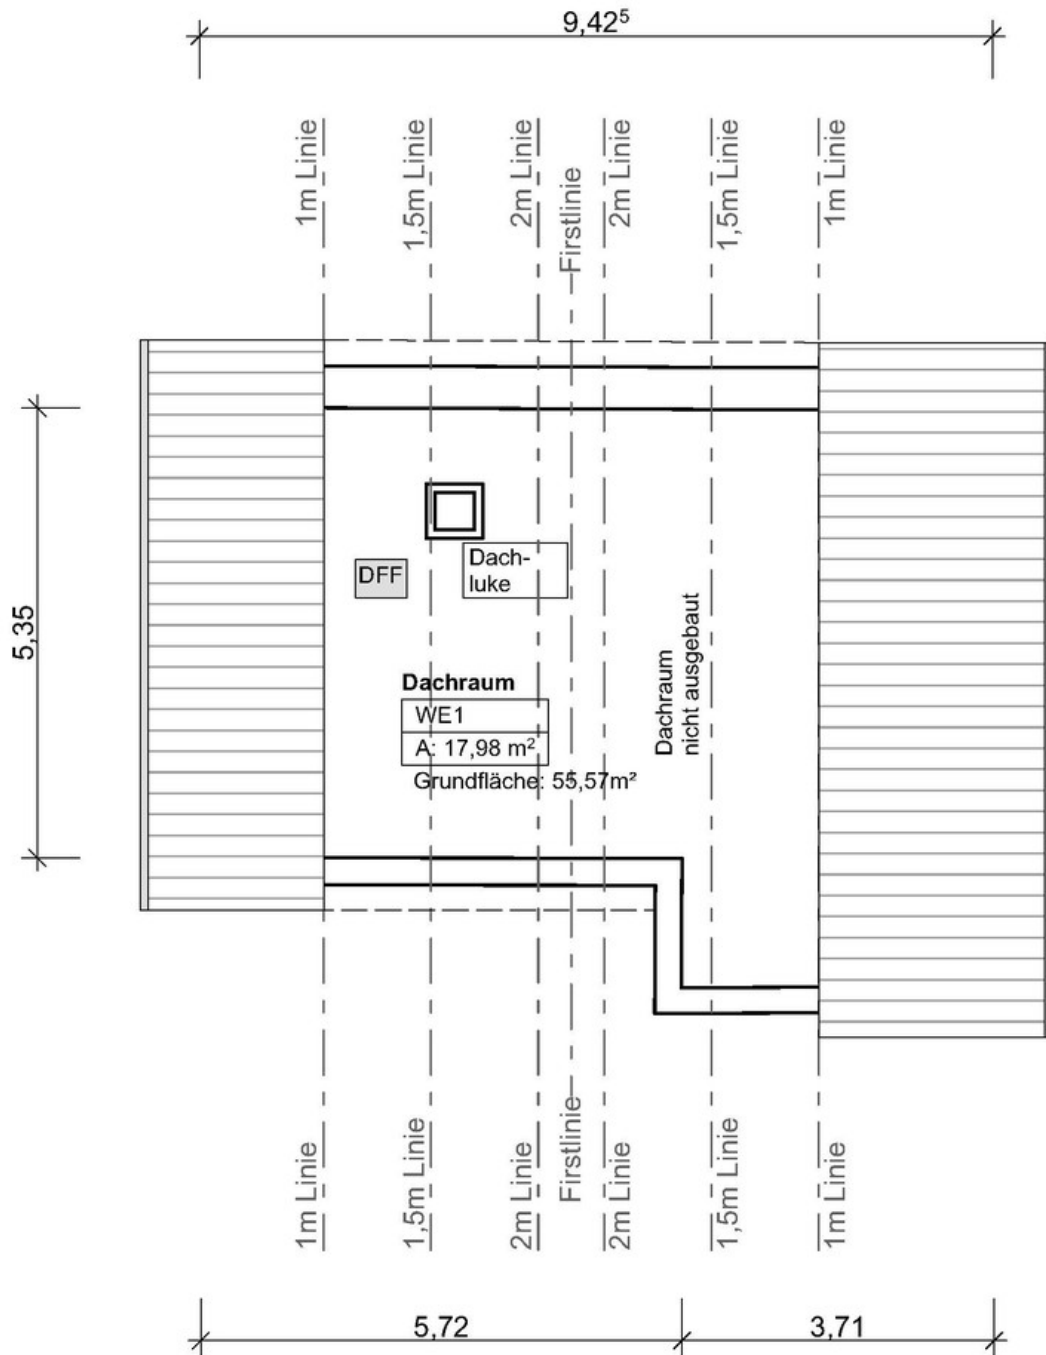 9,42⁵
1m Linie
1,5m Linie
2m Linie
Firstlinie
2m Linie
1,5m Linie
1m Linie
5,35
DFF
Dach-
luke
Dachraum
nicht ausgebaut
Dachraum
WE1
A: 17,98 m²
Grundfläche: 55,57m²
1m Linie
1,5m Linie
2m Linie
Firstlinie
2m Linie
1,5m Linie
1m Linie
5,72
3,71